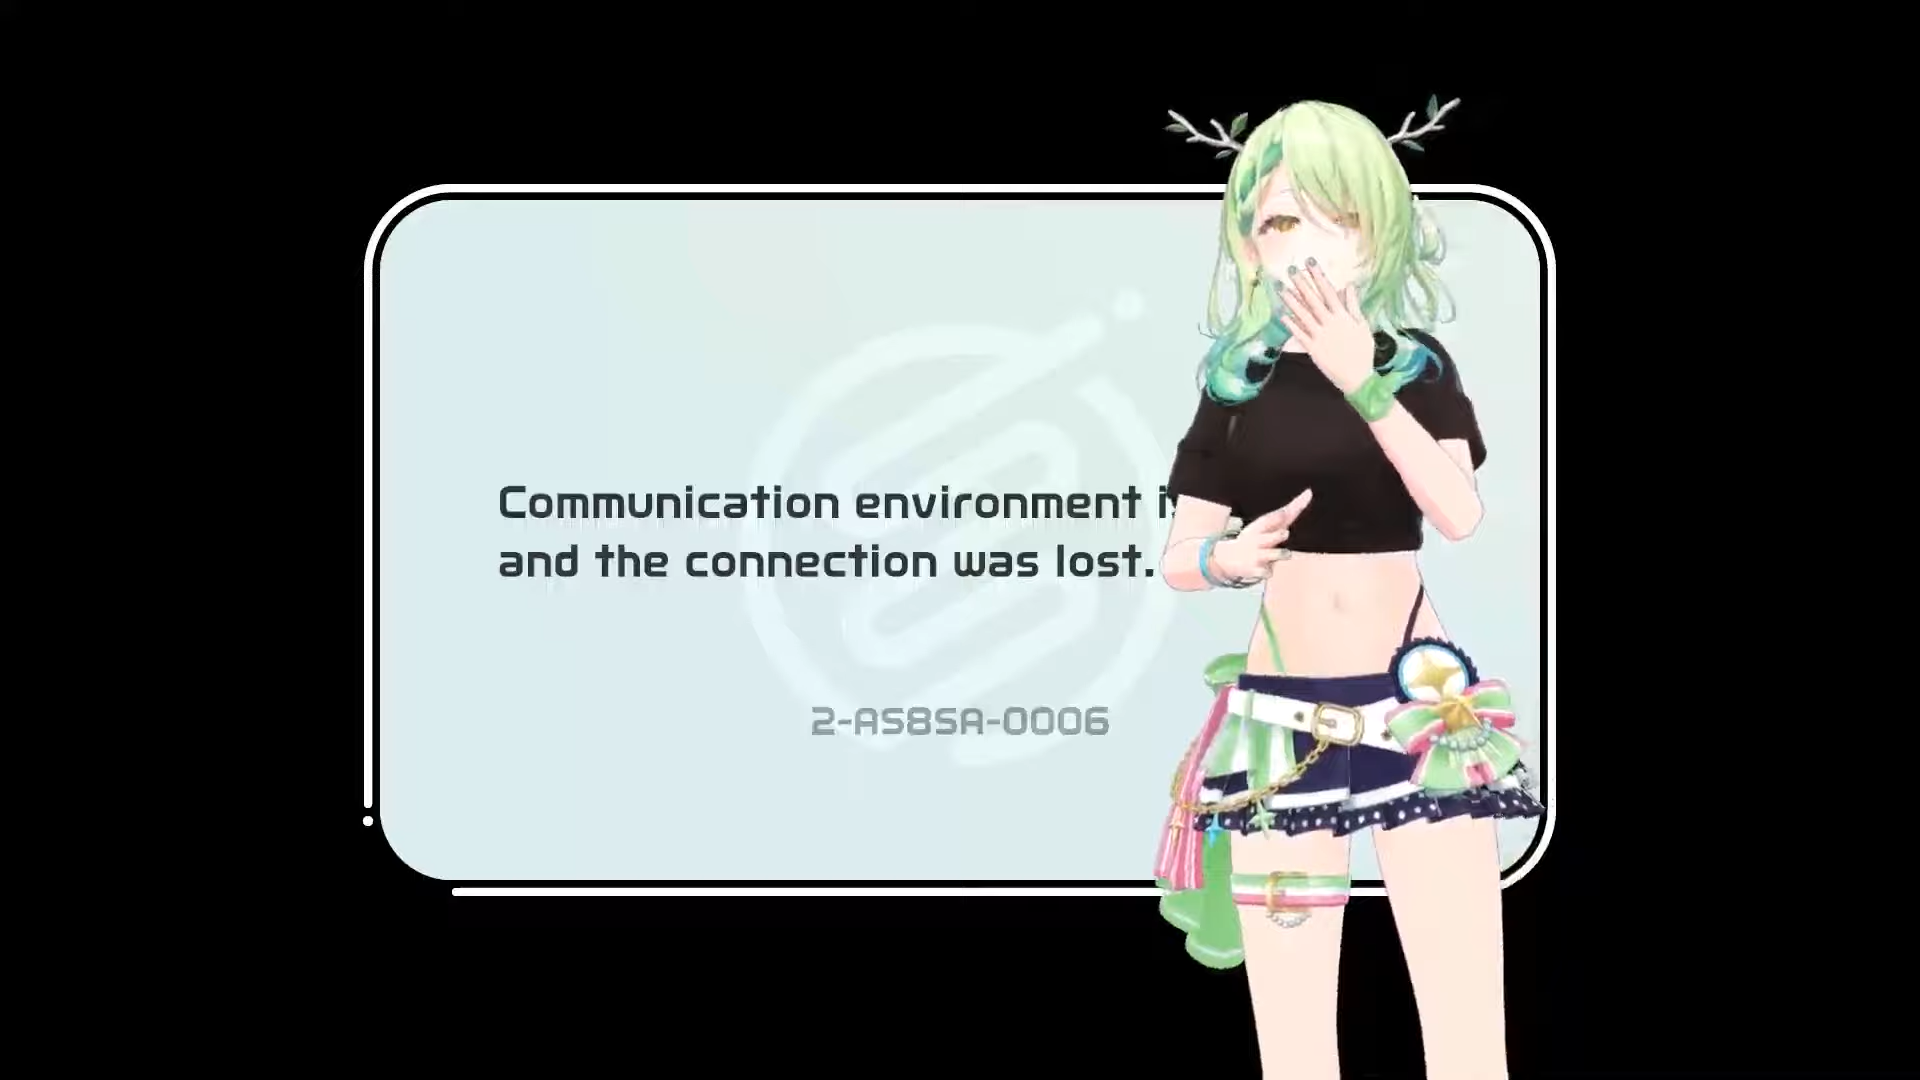 Communication environment
and the connection was lost.
2-AS8SA-0006